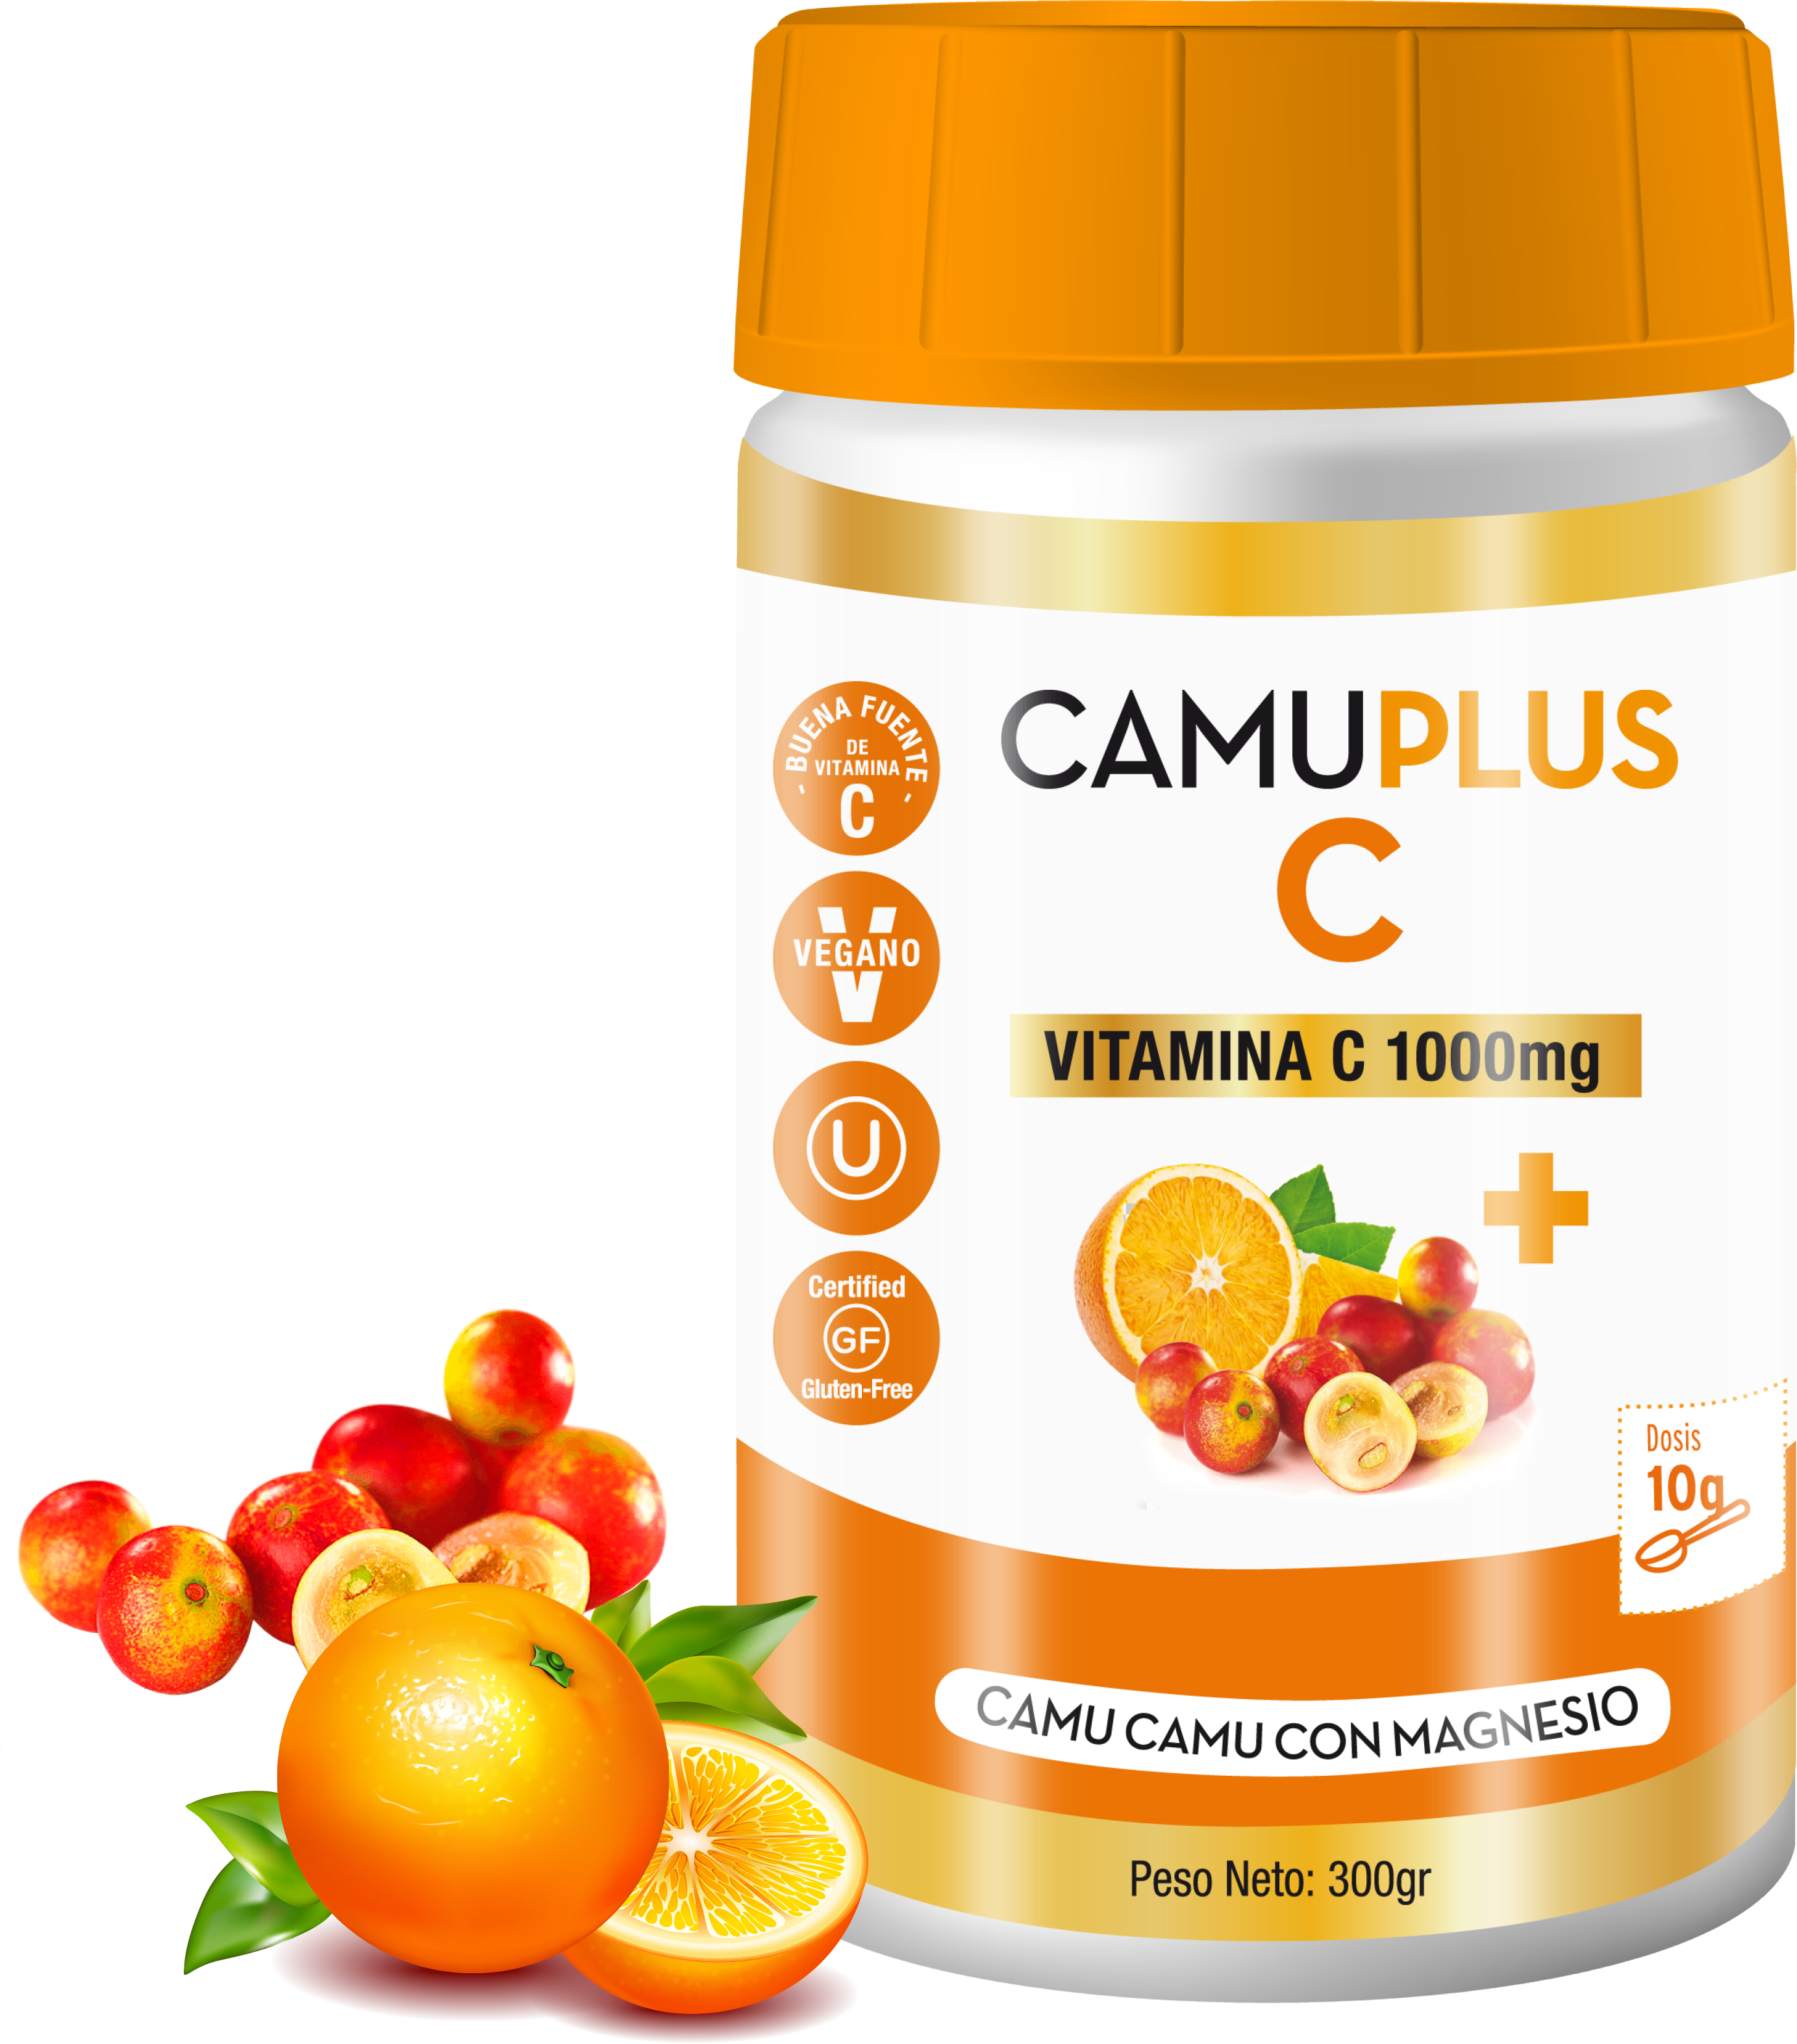 CAMUPLUS
C
VITAMINA C 1000mg
BUENA FUENTE
DE
VITAMINA
C
V
VEGANO
U
Certified
GF
Gluten-Free
Dosis
10g
CAMU CAMU CON MAGNESIO
Peso Neto: 300gr